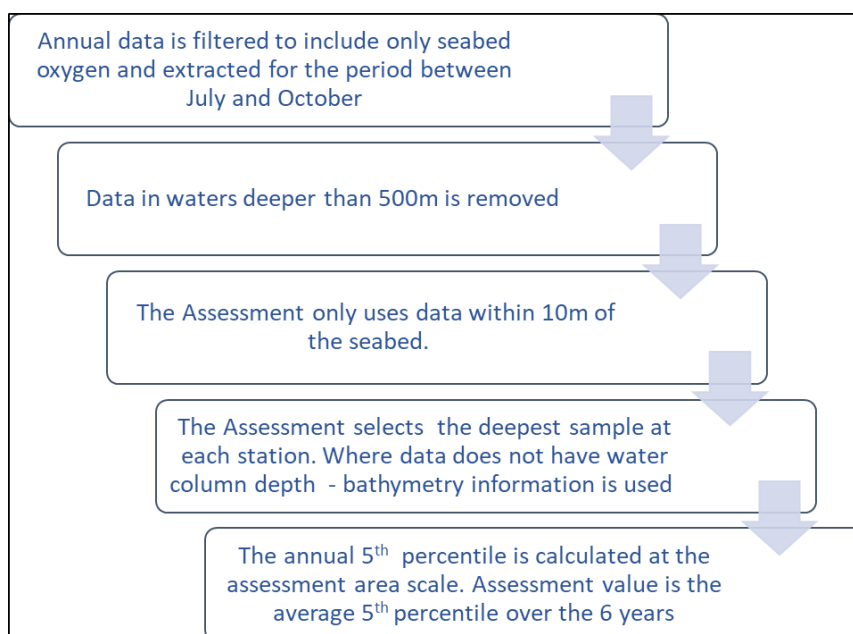 Annual data is filtered to include only seabed
oxygen and extracted for the period between
July and October
Data in waters deeper than 500m is removed
The Assessment only uses data within 10m of
the seabed.
The Assessment selects  the deepest sample at
each station. Where data does not have water
column depth  - bathymetry information is used
The annual 5th  percentile is calculated at the
assessment area scale. Assessment value is the
average 5th percentile over the 6 years